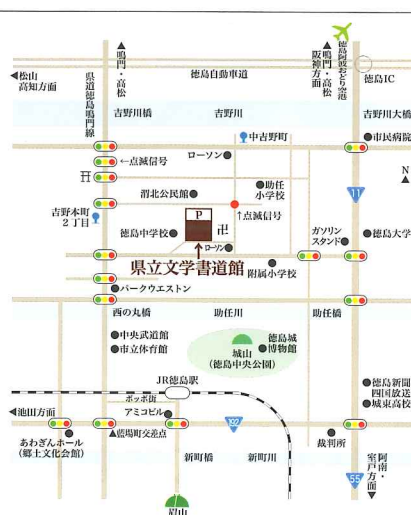 ▲鳴門・高松
▲鳴門・高松
阪神方面
徳島阿波おどり空港
◀松山
高知方面
県道徳島鳴門線
徳島自動車道
徳島IC
吉野川橋
吉野川
吉野川大橋
中吉野町
市民病院
←点滅信号
ローソン
N
渭北公民館
助任
小学校
11
吉野本町
2丁目
P
↑点滅信号
ガソリン
スタンド
徳島中学校
卍
徳島大学
ローソン
県立文学書道館
附属小学校
パークウエストン
西の丸橋
助任川
助任橋
中央武道館
市立体育館
城山
(徳島中央公園)
徳島城
博物館
JR徳島駅
徳島新聞
四国放送
城東高校
ポッポ街
アミコビル
◀池田方面
192
あわぎんホール
(郷土文化会館)
▲藍場町交差点
裁判所
新町橋
新町川
55
阿南・
室戸方面▼
眉山